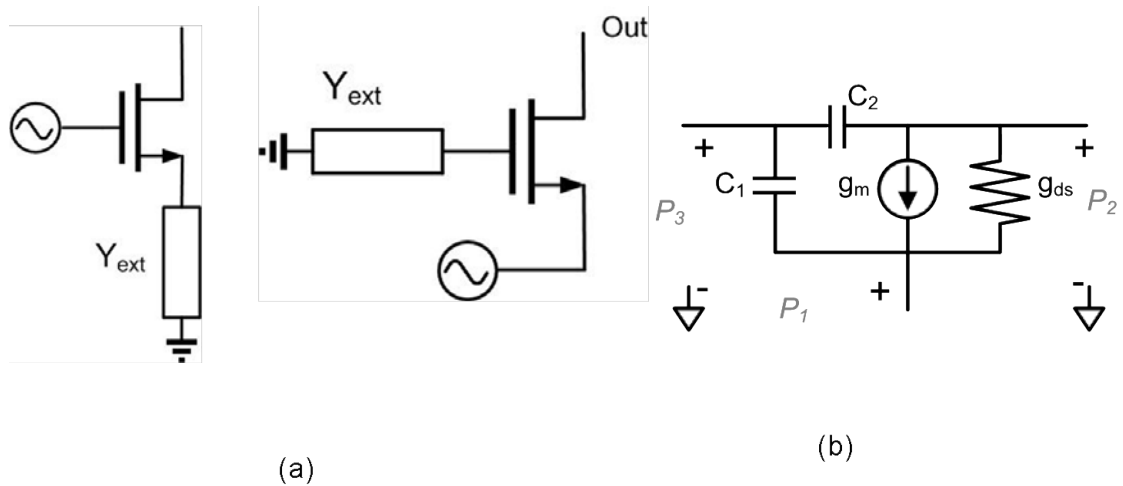 Out
Yext
Yext
(a)
C2
C1
gm
gds
P3
P2
+
+
-
-
+
P1
(b)